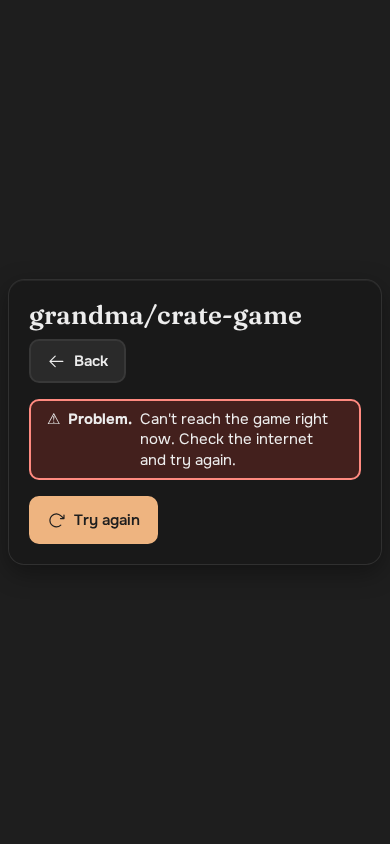 grandma/crate-game
← Back
⚠ Problem. Can't reach the game right
now. Check the internet
and try again.
Try again